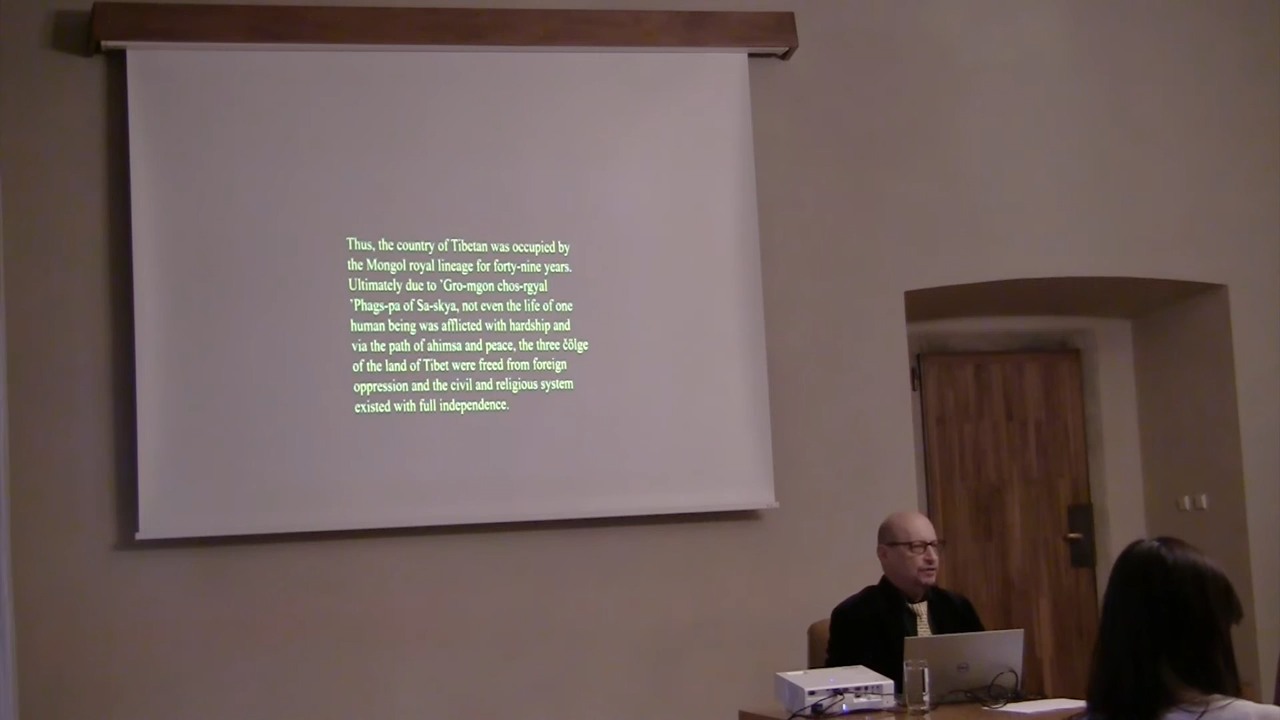 Thus, the country of Tibetan was occupied by
the Mongol royal lineage for forty-nine years.
Ultimately due to 'Gro-mgon chos-rgyal
'Phags-pa of Sa-skya, not even the life of one
human being was afflicted with hardship and
via the path of ahimsa and peace, the three čölge
of the land of Tibet were freed from foreign
oppression and the civil and religious system
existed with full independence.
DELL